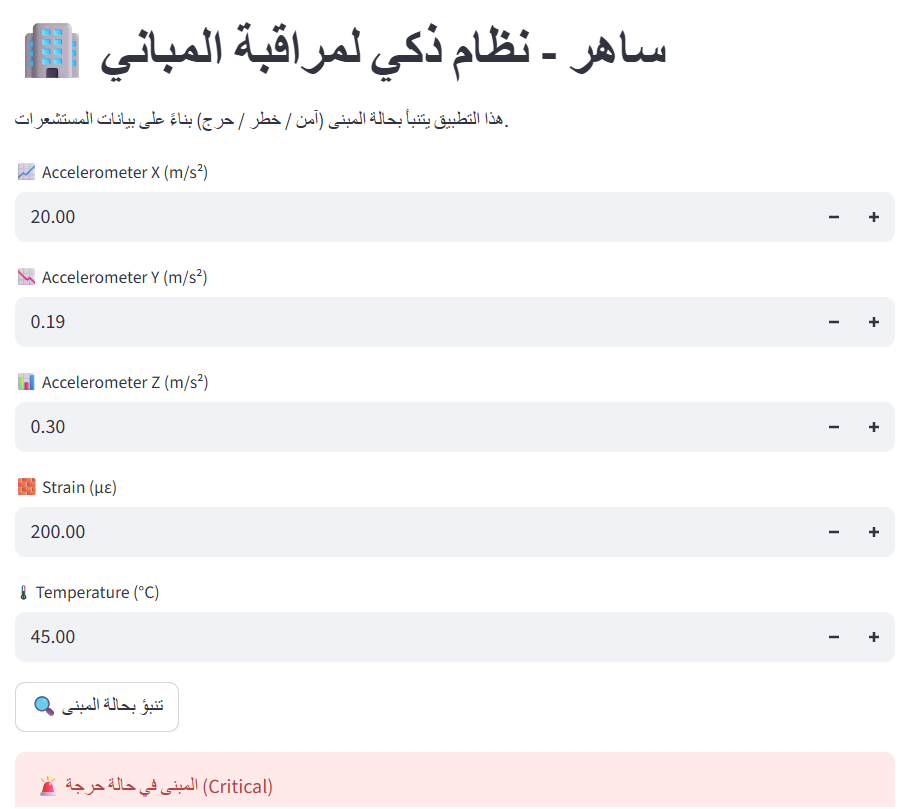 ساهر - نظام ذكي لمراقبة المباني
هذا التطبيق يتنبأ بحالة المبنى (آمن / خطر / حرج) بناءً على بيانات المستشعرات.
Accelerometer X (m/s²)
20.00
Accelerometer Y (m/s²)
0.19
Accelerometer Z (m/s²)
0.30
Strain (µε)
200.00
Temperature (°C)
45.00
تنبؤ بحالة المبنى
المبنى في حالة حرجة (Critical)